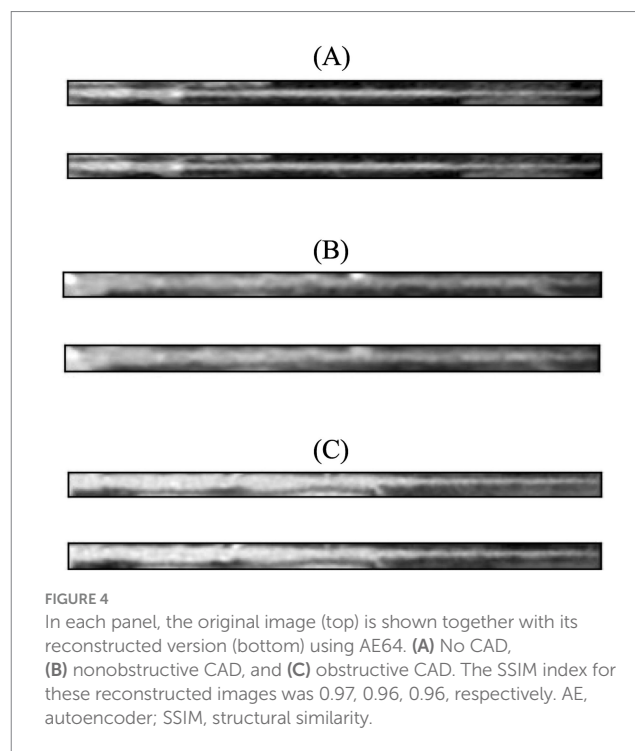 (A)
(B)
(C)
FIGURE 4
In each panel, the original image (top) is shown together with its
reconstructed version (bottom) using AE64. (A) No CAD,
(B) nonobstructive CAD, and (C) obstructive CAD. The SSIM index for
these reconstructed images was 0.97, 0.96, 0.96, respectively. AE,
autoencoder; SSIM, structural similarity.